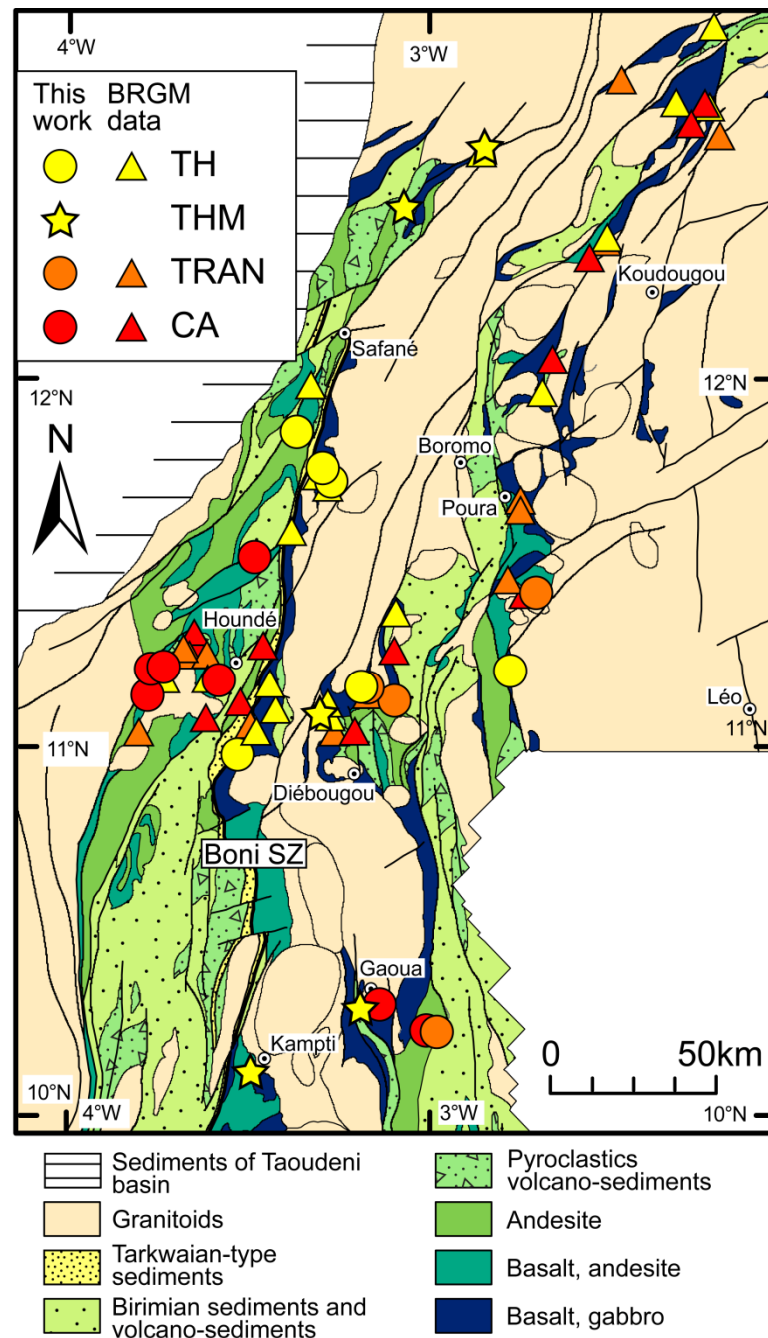 4°W
3°W
This BRGM
work data
TH
THM
TRAN
CA
Koudougou
Safané
12°N
12°N
N
Boromo
Poura
Houndé
Léo
11°N
11°N
Diébougou
Boni SZ
Gaoua
Kampti
0 50km
10°N
4°W
3°W
10°N
Sediments of Taoudeni
basin
Granitoids
Tarkwaian-type
sediments
Birimian sediments and
volcano-sediments
Pyroclastics
volcano-sediments
Andesite
Basalt, andesite
Basalt, gabbro